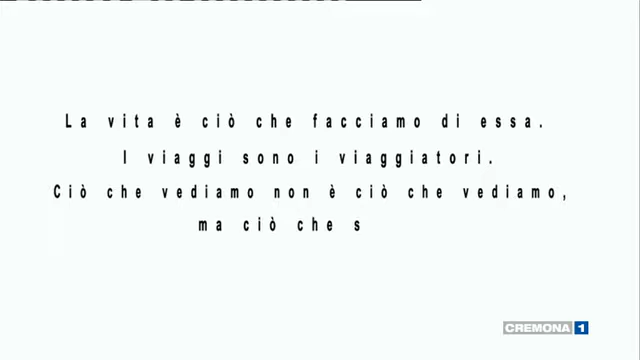 La vita è ciò che facciamo di essa.
I viaggi sono i viaggiatori.
Ciò che vediamo non è ciò che vediamo,
ma ciò che s
CREMONA 1